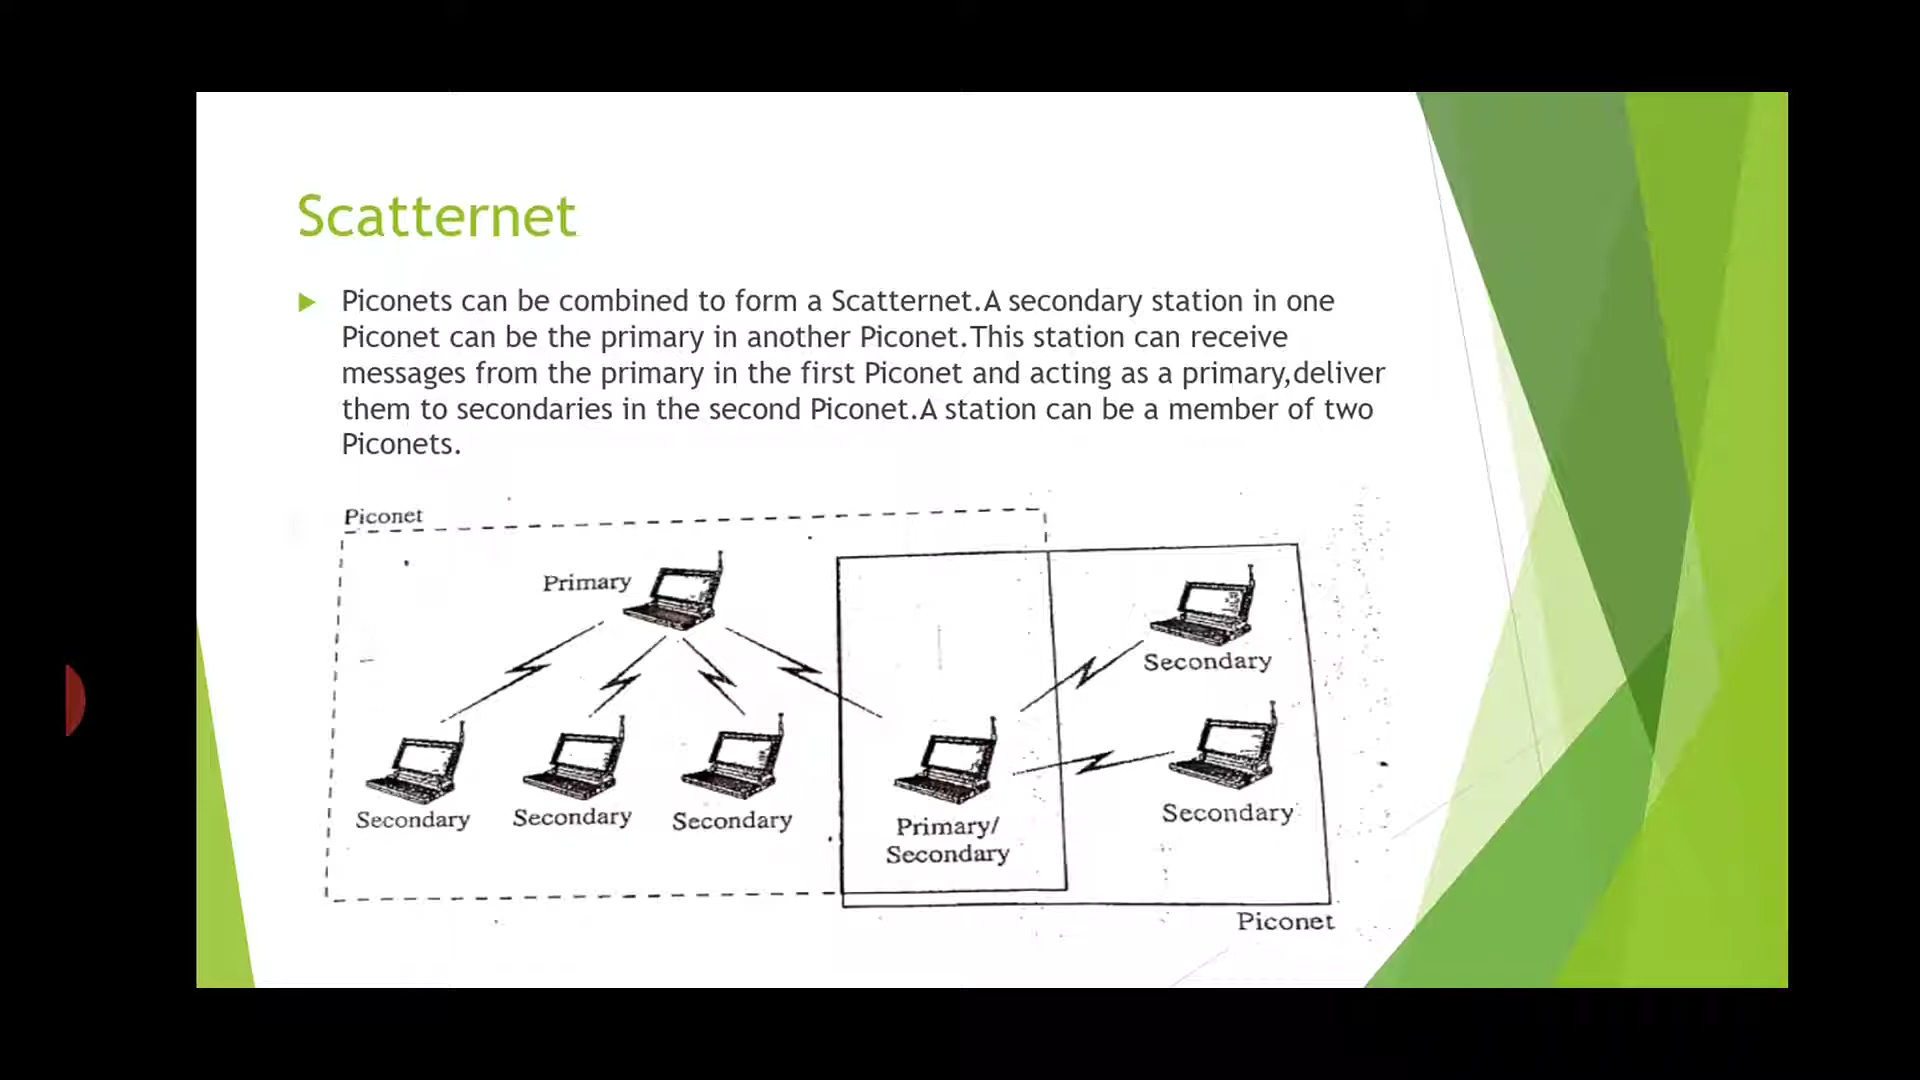 Scatternet
Piconets can be combined to form a Scatternet.A secondary station in one
Piconet can be the primary in another Piconet.This station can receive
messages from the primary in the first Piconet and acting as a primary,deliver
them to secondaries in the second Piconet.A station can be a member of two
Piconets.
Piconet
Primary
Secondary
Secondary
Secondary
Secondary
Primary/
Secondary
Secondary
Piconet